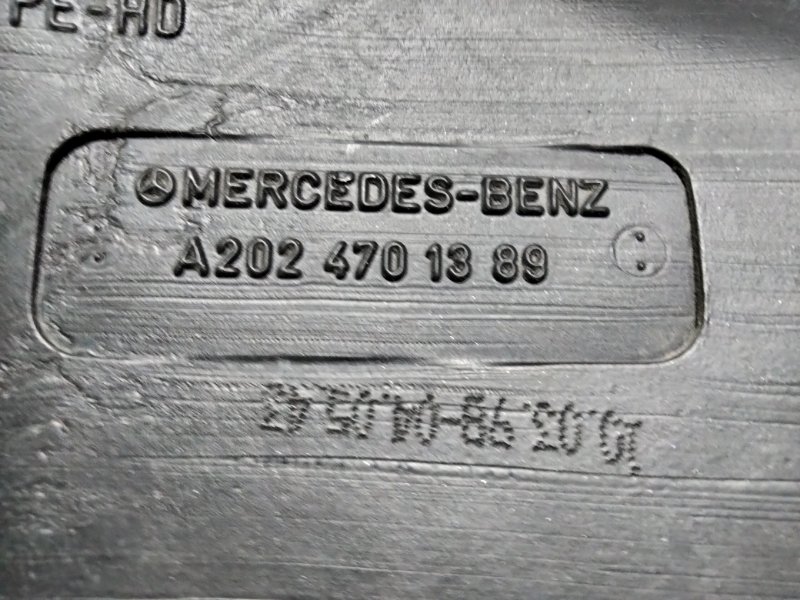 PE-HD
MERCEDES-BENZ
A202 470 13 89